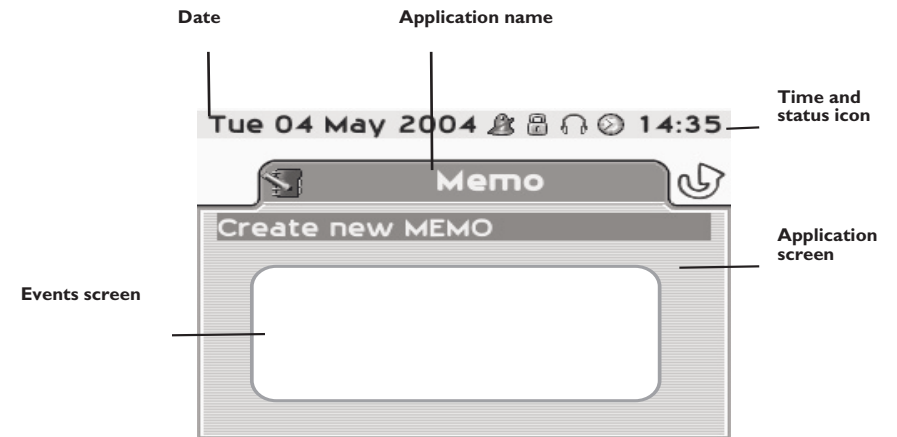 Date
Application name
Time and
status icon
Tue 04 May 2004 14:35
Memo
Create new MEMO
Application
screen
Events screen